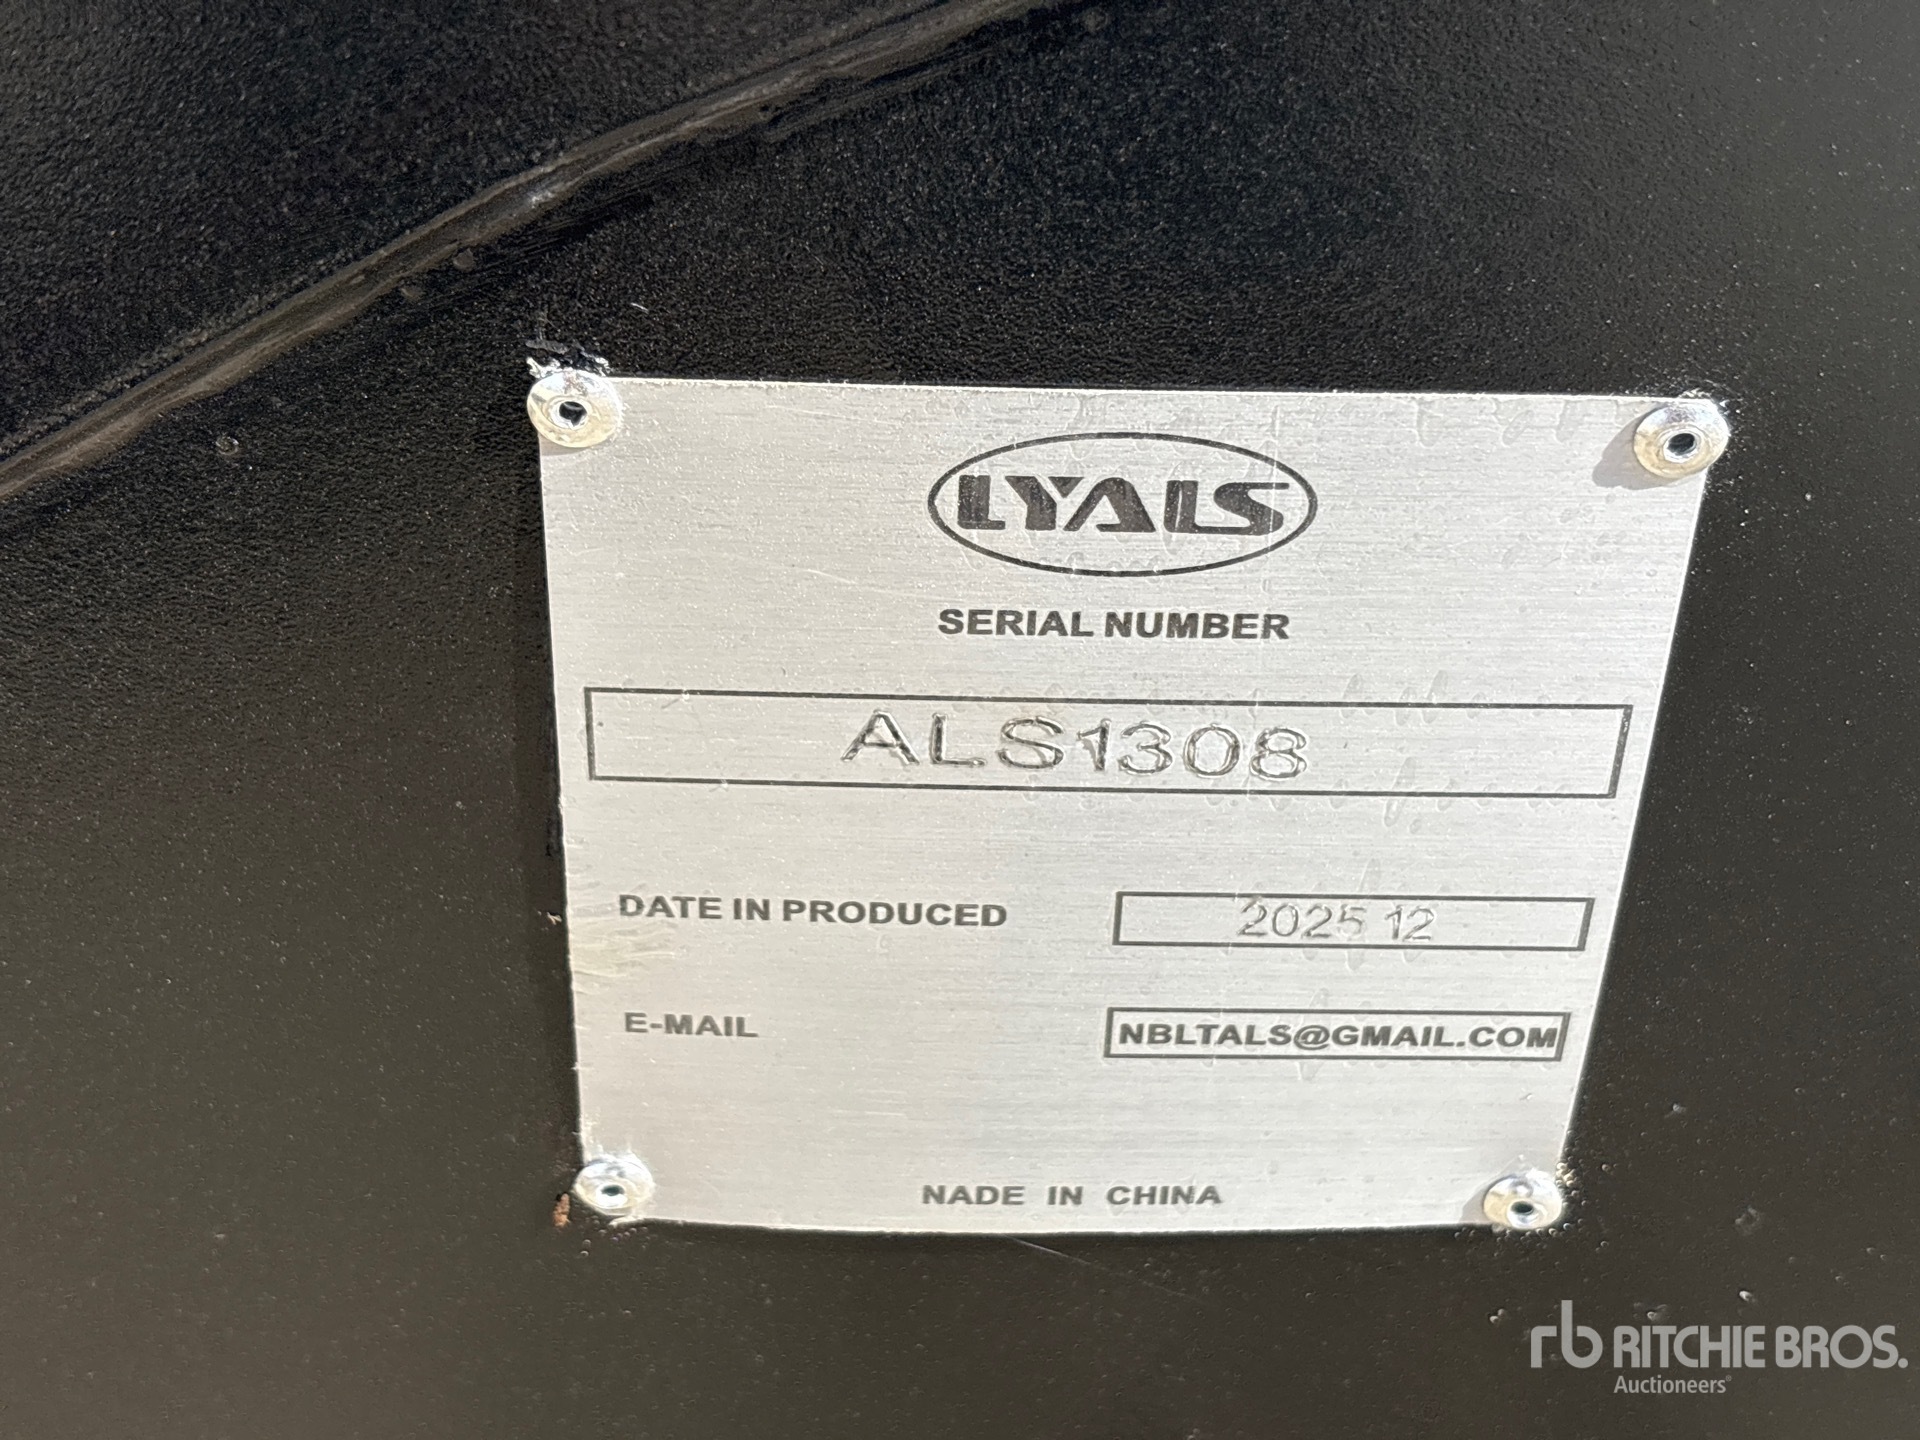 LYALS
SERIAL NUMBER
ALS1308
DATE IN PRODUCED 2025 12
E-MAIL NBLTALS@GMAIL.COM
NADE IN CHINA
rb RITCHIE BROS.
Auctioneers